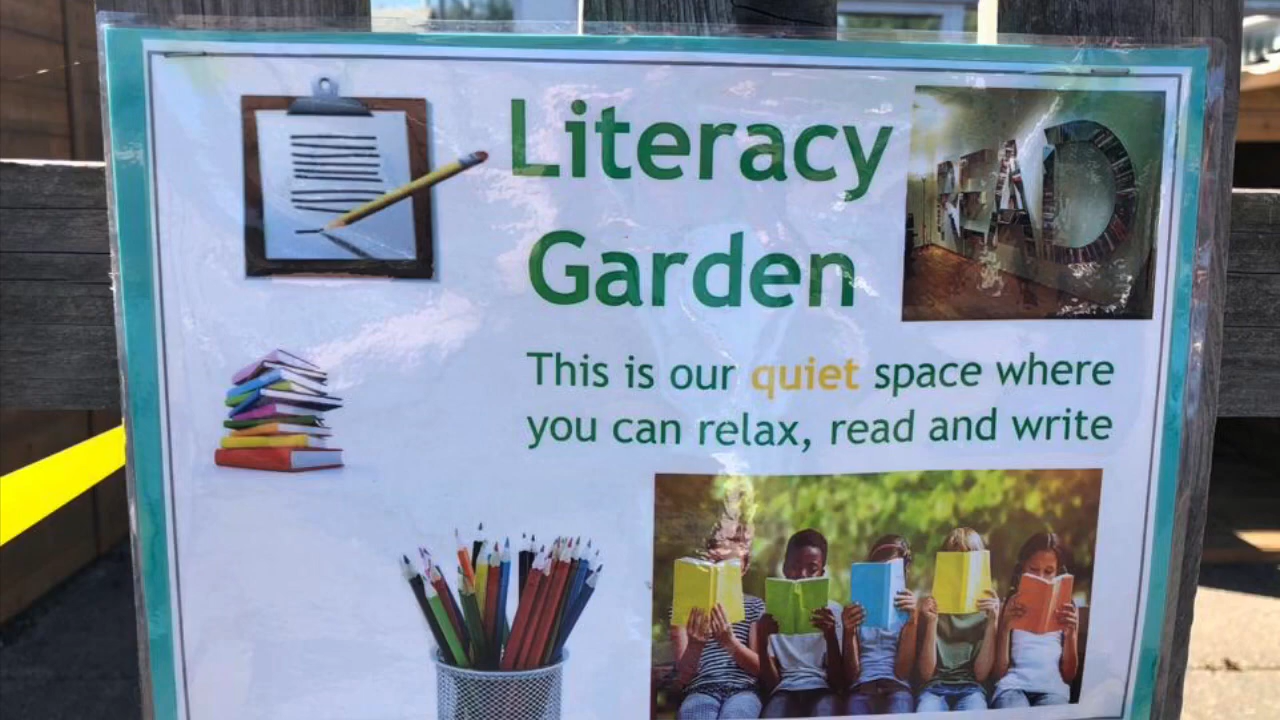 Literacy
Garden
READ
This is our quiet space where
you can relax, read and write